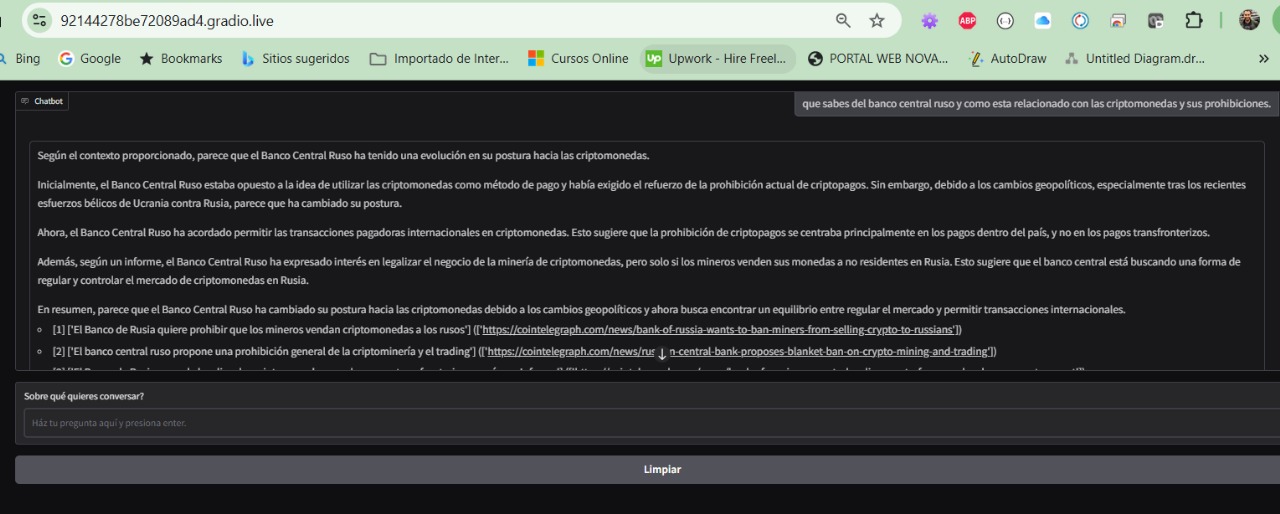 92144278be72089ad4.gradio.live
ABP
Bing Google Bookmarks Sitios sugeridos Importado de Inter... Cursos Online Up Upwork - Hire Freel... PORTAL WEB NOVA... AutoDraw Untitled Diagram.dr... »
Chatbot
que sabes del banco central ruso y como esta relacionado con las criptomonedas y sus prohibiciones.
Según el contexto proporcionado, parece que el Banco Central Ruso ha tenido una evolución en su postura hacia las criptomonedas.
Inicialmente, el Banco Central Ruso estaba opuesto a la idea de utilizar las criptomonedas como método de pago y había exigido el refuerzo de la prohibición actual de criptopagos. Sin embargo, debido a los cambios geopolíticos, especialmente tras los recientes
esfuerzos bélicos de Ucrania contra Rusia, parece que ha cambiado su postura.
Ahora, el Banco Central Ruso ha acordado permitir las transacciones pagadoras internacionales en criptomonedas. Esto sugiere que la prohibición de criptopagos se centraba principalmente en los pagos dentro del país, y no en los pagos transfronterizos.
Además, según un informe, el Banco Central Ruso ha expresado interés en legalizar el negocio de la minería de criptomonedas, pero solo si los mineros venden sus monedas a no residentes en Rusia. Esto sugiere que el banco central está buscando una forma de
regular y controlar el mercado de criptomonedas en Rusia.
En resumen, parece que el Banco Central Ruso ha cambiado su postura hacia las criptomonedas debido a los cambios geopolíticos y ahora busca encontrar un equilibrio entre regular el mercado y permitir transacciones internacionales.
[1] ['El Banco de Rusia quiere prohibir que los mineros vendan criptomonedas a los rusos'] (['https://cointelegraph.com/news/bank-of-russia-wants-to-ban-miners-from-selling-crypto-to-russians'])
[2] ['El banco central ruso propone una prohibición general de la criptominería y el trading'] (['https://cointelegraph.com/news/rus n-central-bank-proposes-blanket-ban-on-crypto-mining-and-trading'])
Sobre qué quieres conversar?
Ház tu pregunta aquí y presiona enter.
Limpiar